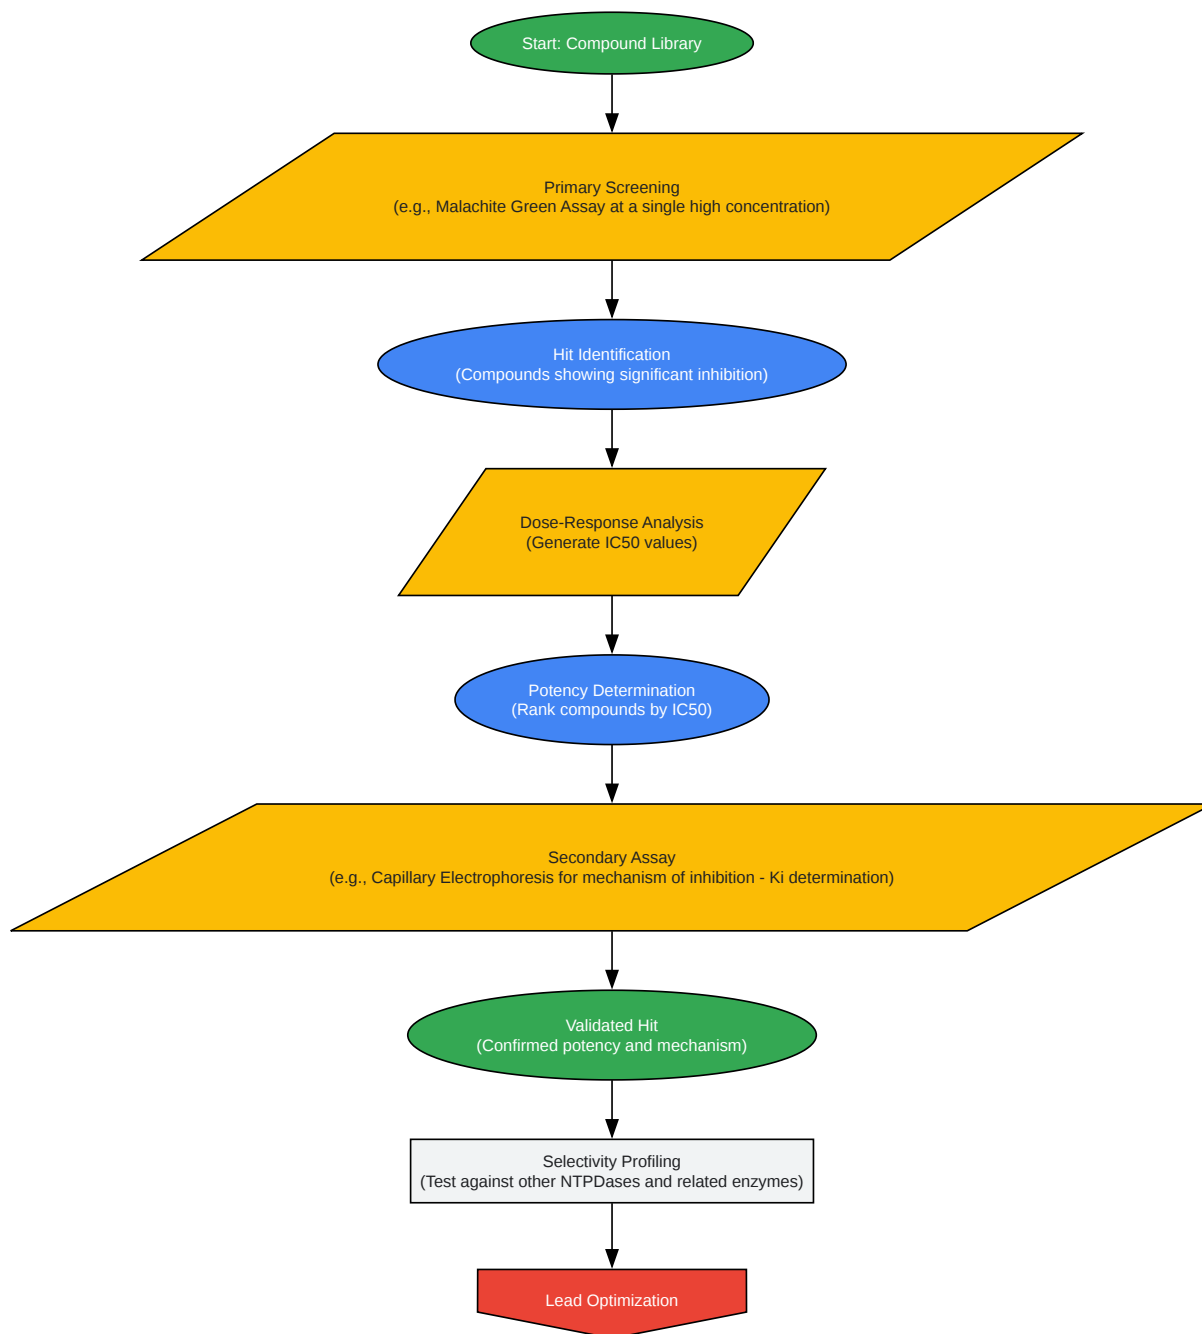 Start: Compound Library
Primary Screening
(e.g., Malachite Green Assay at a single high concentration)
Hit Identification
(Compounds showing significant inhibition)
Dose-Response Analysis
(Generate IC50 values)
Potency Determination
(Rank compounds by IC50)
Secondary Assay
(e.g., Capillary Electrophoresis for mechanism of inhibition - Ki determination)
Validated Hit
(Confirmed potency and mechanism)
Selectivity Profiling
(Test against other NTPDases and related enzymes)
Lead Optimization